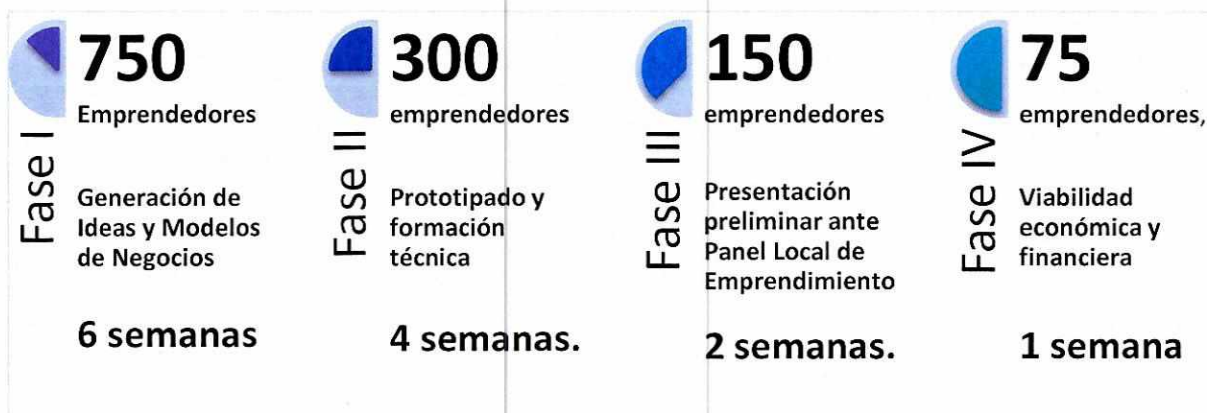 Fase I
750
Emprendedores
Generación de
Ideas y Modelos
de Negocios
6 semanas
Fase II
300
emprendedores
Prototipado y
formación
técnica
4 semanas.
Fase III
150
emprendedores
Presentación
preliminar ante
Panel Local de
Emprendimiento
2 semanas.
Fase IV
75
emprendedores,
Viabilidad
económica y
financiera
1 semana